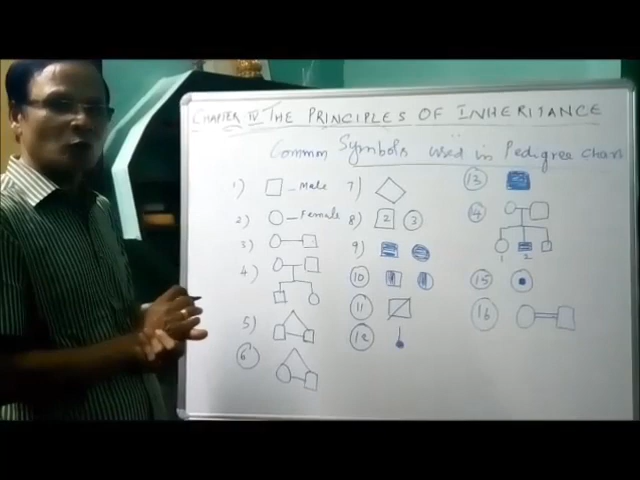 CHAPTER IV THE PRINCIPLES OF INHERITANCE
Common Symbols used in Pedigree Chart
1) – Male
2) – Female
3)
4)
5)
6
7)
8) 2 3
9)
10
11
12
13
14
1 2
15
16